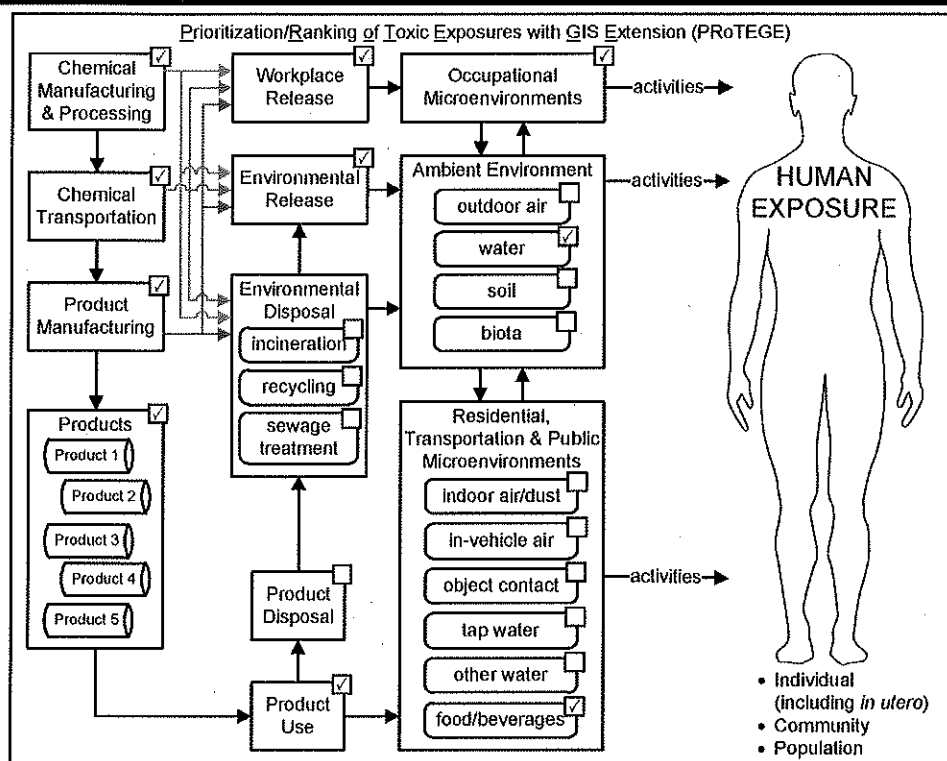 Prioritization/Ranking of Toxic Exposures with GIS Extension (PRoTEGE)
Chemical
Manufacturing
& Processing
Chemical
Transportation
Product
Manufacturing
Products
Product 1
Product 2
Product 3
Product 4
Product 5
Workplace
Release
Environmental
Release
Environmental
Disposal
incineration
recycling
sewage
treatment
Product
Disposal
Product
Use
Occupational
Microenvironments
Ambient Environment
outdoor air
water
soil
biota
Residential,
Transportation & Public
Microenvironments
indoor air/dust
in-vehicle air
object contact
tap water
other water
food/beverages
activities
activities
activities
HUMAN
EXPOSURE
• Individual
(including in utero)
• Community
• Population